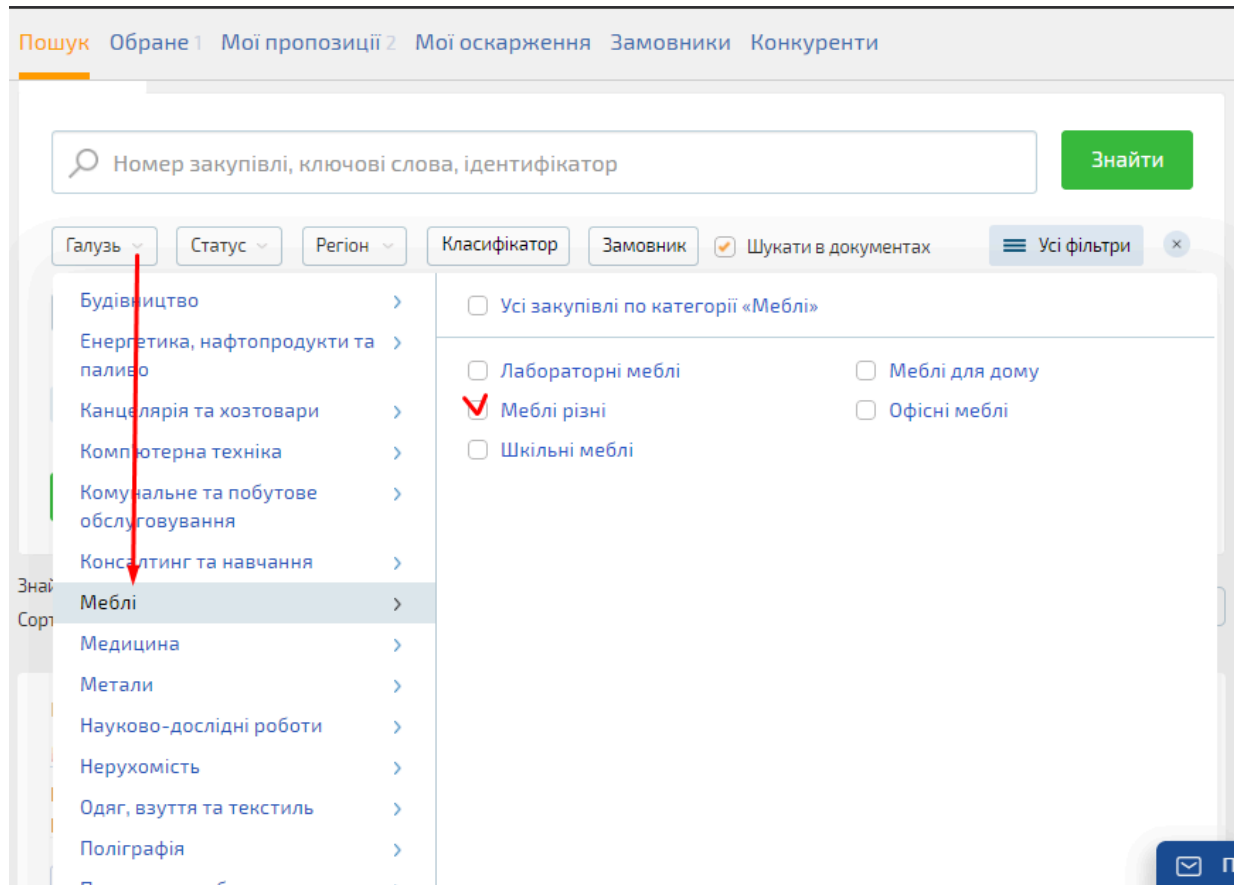 Пошук Обране 1 Мої пропозиції 2 Мої оскарження Замовники Конкуренти
Номер закупівлі, ключові слова, ідентифікатор
Знайти
Галузь Статус Регіон Класифікатор Замовник Шукати в документах Усі фільтри
Будівництво
Енергетика, нафтопродукти та
паливо
Канцелярія та хозтовари
Комп'ютерна техніка
Комунальне та побутове
обслуговування
Консалтинг та навчання
Меблі
Медицина
Метали
Науково-дослідні роботи
Нерухомість
Одяг, взуття та текстиль
Поліграфія
Усі закупівлі по категорії «Меблі»
Лабораторні меблі Меблі для дому
Меблі різні Офісні меблі
Шкільні меблі